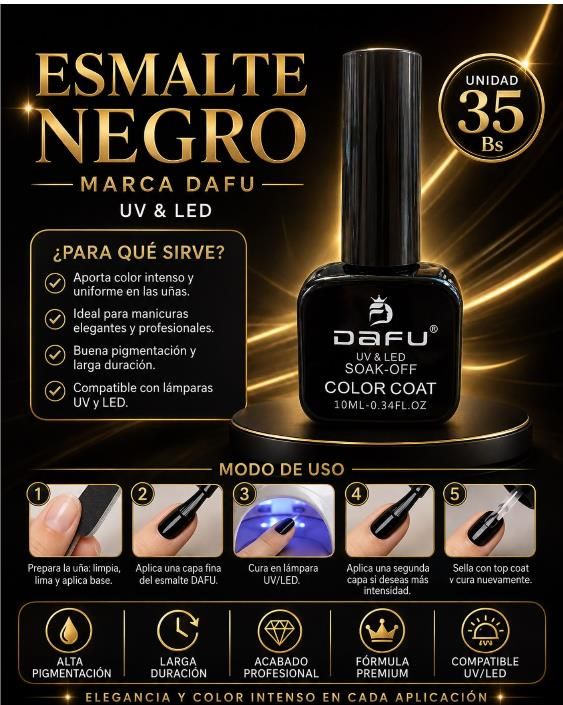 ESMALTE
NEGRO
MARCA DAFU
UV & LED
UNIDAD
35
Bs
¿PARA QUÉ SIRVE?
Aporta color intenso y
uniforme en las uñas.
Ideal para manicuras
elegantes y profesionales.
Buena pigmentación y
larga duración.
Compatible con lámparas
UV y LED.
DAFU®
UV & LED
SOAK-OFF
COLOR COAT
10ML-0.34FL.OZ
MODO DE USO
1
Prepara la uña: limpia,
lima y aplica base.
2
Aplica una capa fina
del esmalte DAFU.
3
Cura en lámpara
UV/LED.
4
Aplica una segunda
capa si deseas más
intensidad.
5
Sella con top coat
y cura nuevamente.
ALTA
PIGMENTACIÓN
LARGA
DURACIÓN
ACABADO
PROFESIONAL
FÓRMULA
PREMIUM
COMPATIBLE
UV/LED
ELEGANCIA Y COLOR INTENSO EN CADA APLICACIÓN